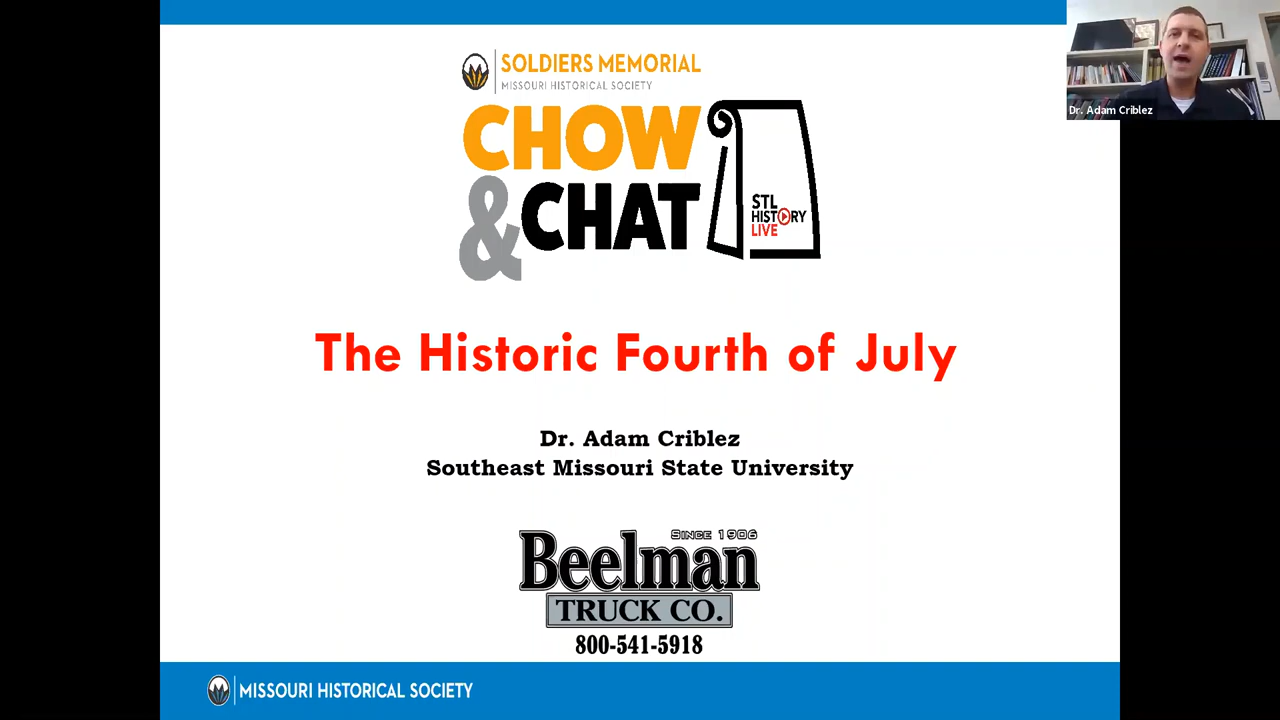 SOLDIERS MEMORIAL
MISSOURI HISTORICAL SOCIETY
CHOW
&CHAT
STL
HISTORY
LIVE
Dr. Adam Criblez
The Historic Fourth of July
Dr. Adam Criblez
Southeast Missouri State University
SINCE 1906
Beelman
TRUCK CO.
800-541-5918
MISSOURI HISTORICAL SOCIETY